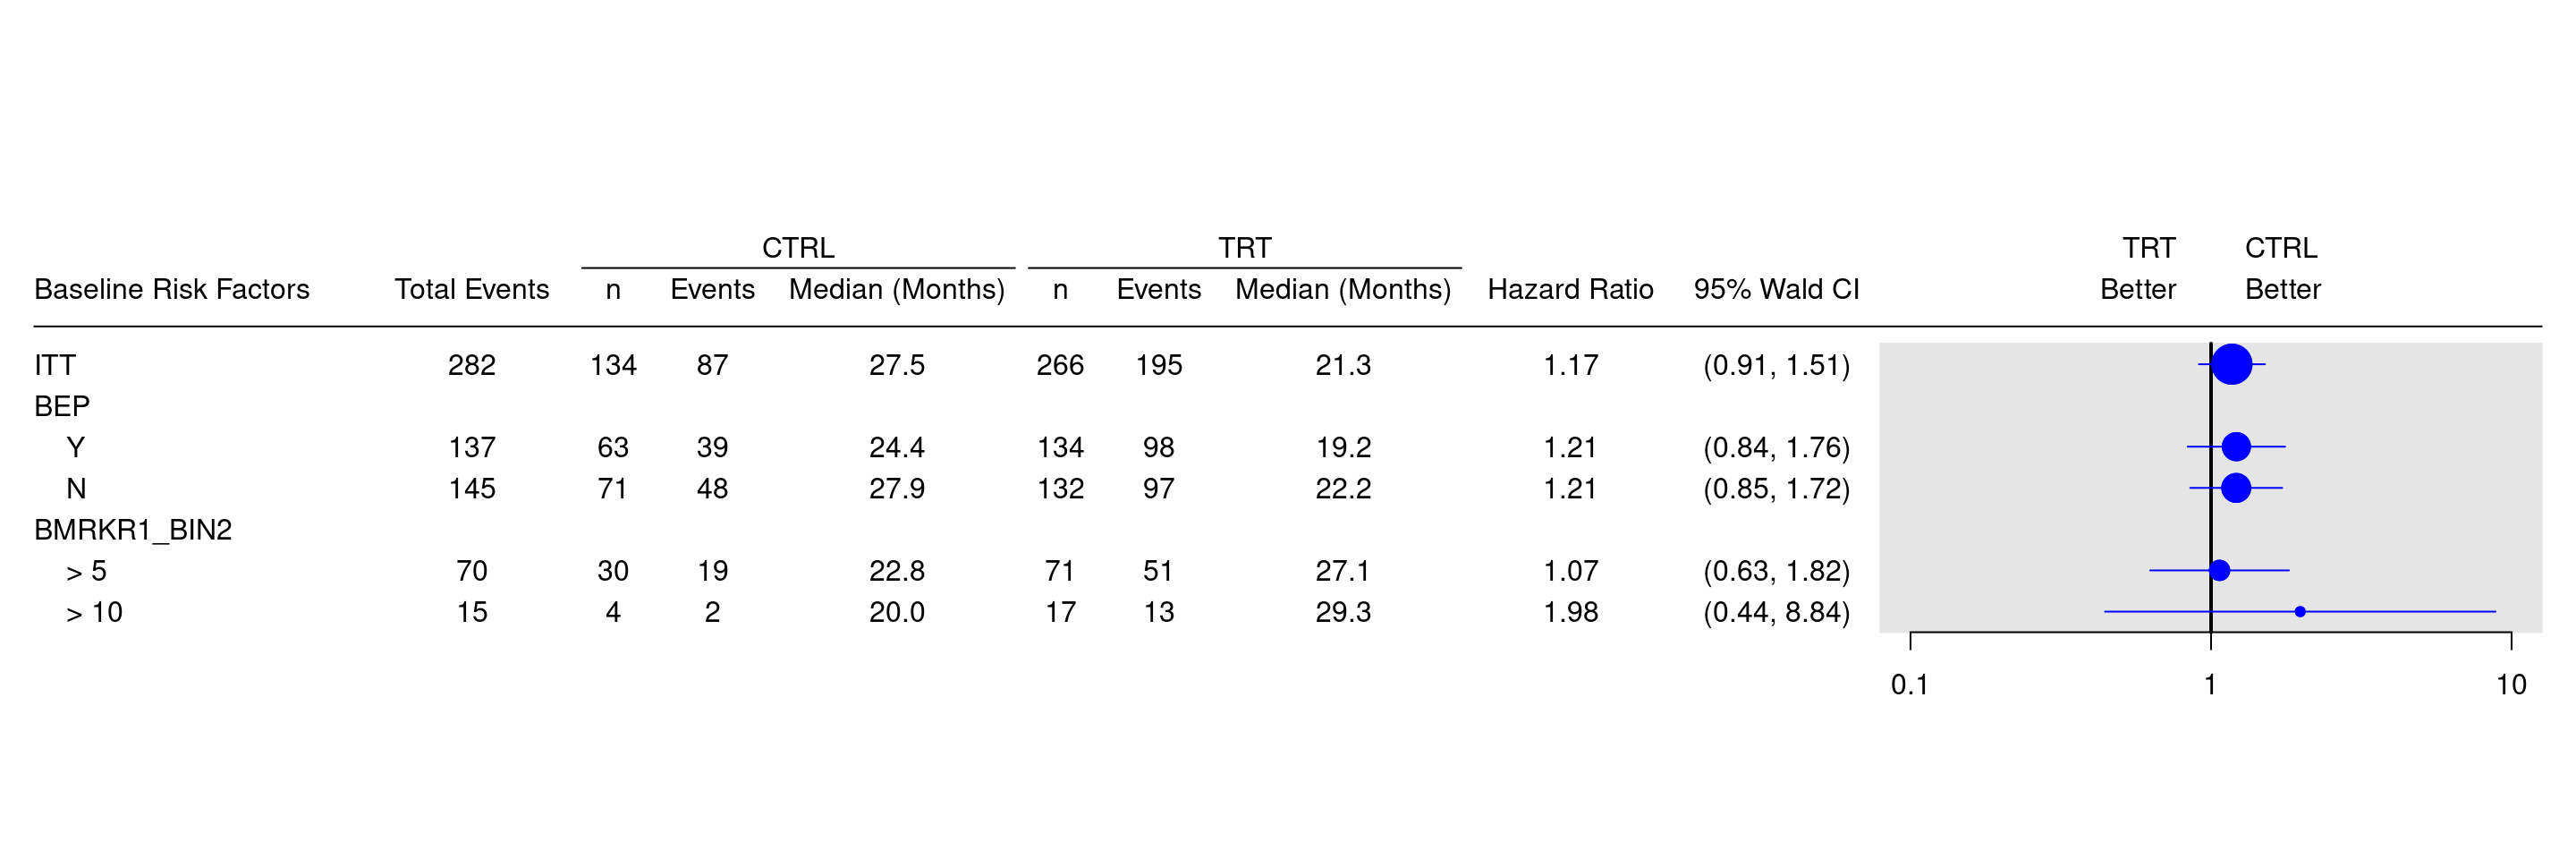 CTRL TRT TRT CTRL
Baseline Risk Factors Total Events n Events Median (Months) n Events Median (Months) Hazard Ratio 95% Wald CI Better Better
ITT 282 134 87 27.5 266 195 21.3 1.17 (0.91, 1.51)
BEP
Y 137 63 39 24.4 134 98 19.2 1.21 (0.84, 1.76)
N 145 71 48 27.9 132 97 22.2 1.21 (0.85, 1.72)
BMRKR1_BIN2
> 5 70 30 19 22.8 71 51 27.1 1.07 (0.63, 1.82)
> 10 15 4 2 20.0 17 13 29.3 1.98 (0.44, 8.84)
0.1 1 10